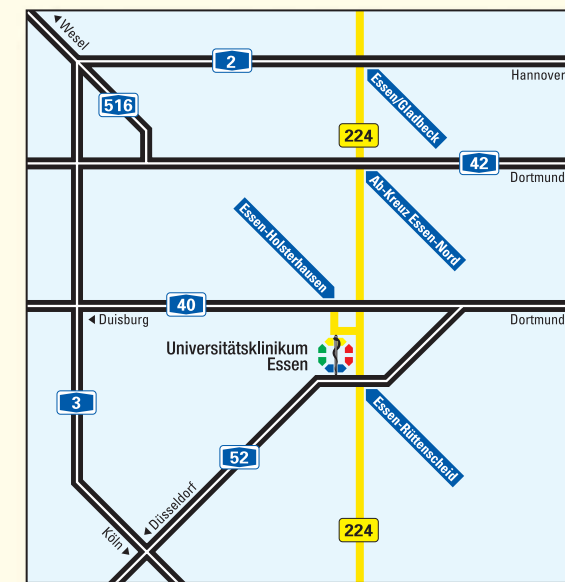 Wesel
2
Hannover
516
Essen/Gladbeck
224
42
Dortmund
Ab-Kreuz Essen-Nord
Essen-Holsterhausen
40
Duisburg
Dortmund
Universitätsklinikum
Essen
3
Essen-Rüttenscheid
52
Düsseldorf
Köln
224